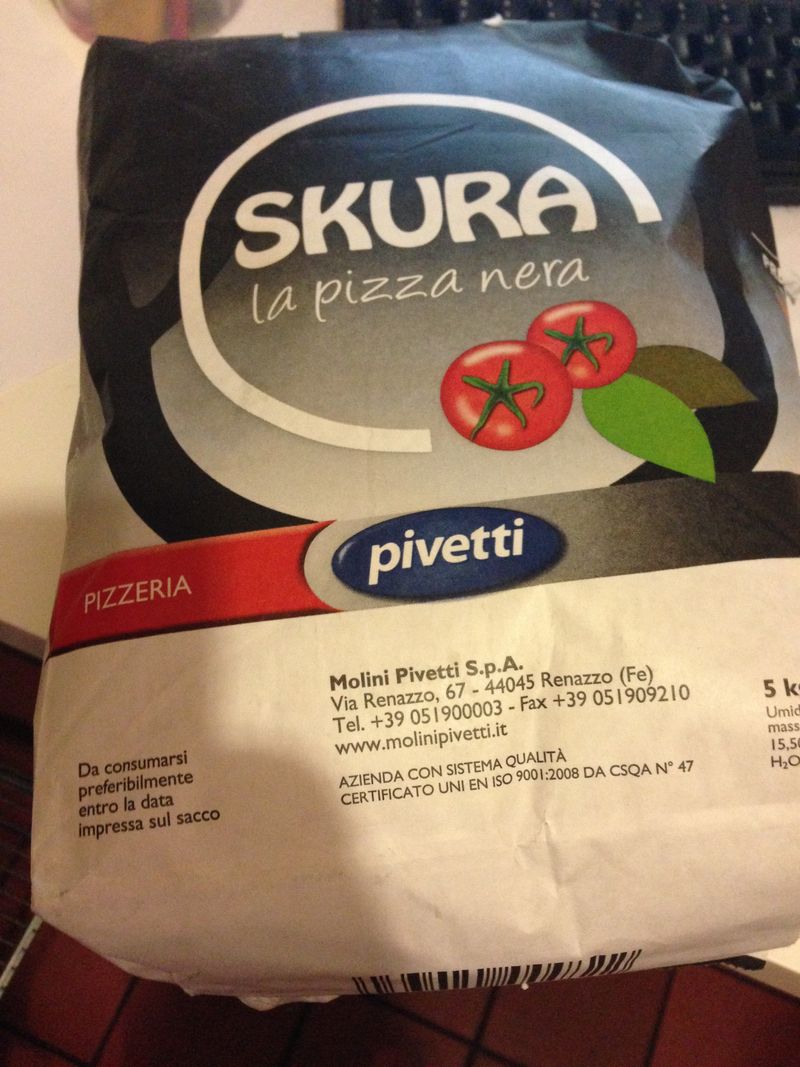 SKURA
la pizza nera
PIZZERIA
pivetti
Molini Pivetti S.p.A.
Via Renazzo, 67 - 44045 Renazzo (Fe)
Tel. +39 051900003 - Fax +39 051909210
www.molinipivetti.it
AZIENDA CON SISTEMA QUALITÀ
CERTIFICATO UNI EN ISO 9001:2008 DA CSQA N° 47
Da consumarsi
preferibilmente
entro la data
impressa sul sacco
5
H₂O